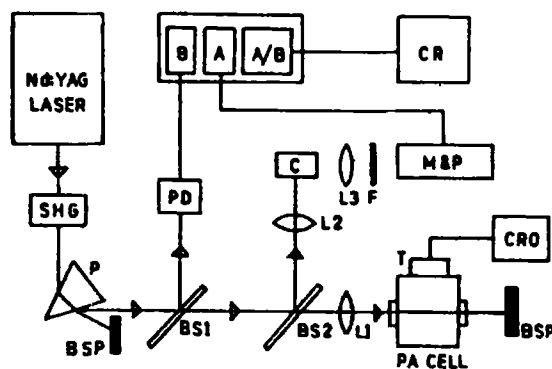 Nd:YAG
LASER
B
A
A/B
CR
M&P
C
L3
F
SHG
PD
L2
CRO
P
T
BS1
BS2
L1
BSP
BSP
PA CELL